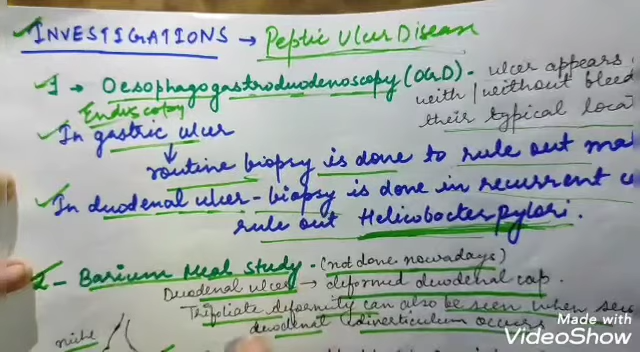 INVESTIGATIONS → Peptic Ulcer Disease
1 → Oesophagogastroduodenoscopy (OGD) - ulcer appears
Endoscopy
with / without bleed
their typical locat
In gastric ulcer
↓
routine biopsy is done to rule out mal
In duodenal ulcer - biopsy is done in recurrent u
rule out Helicobacter pylori.
2 - Barium Meal study - (not done nowadays)
Duodenal ulcer → deformed duodenal cap.
Trifoliate deformity can also be seen when
duodenal diverticulum occurs
niche
Made with
VideoShow